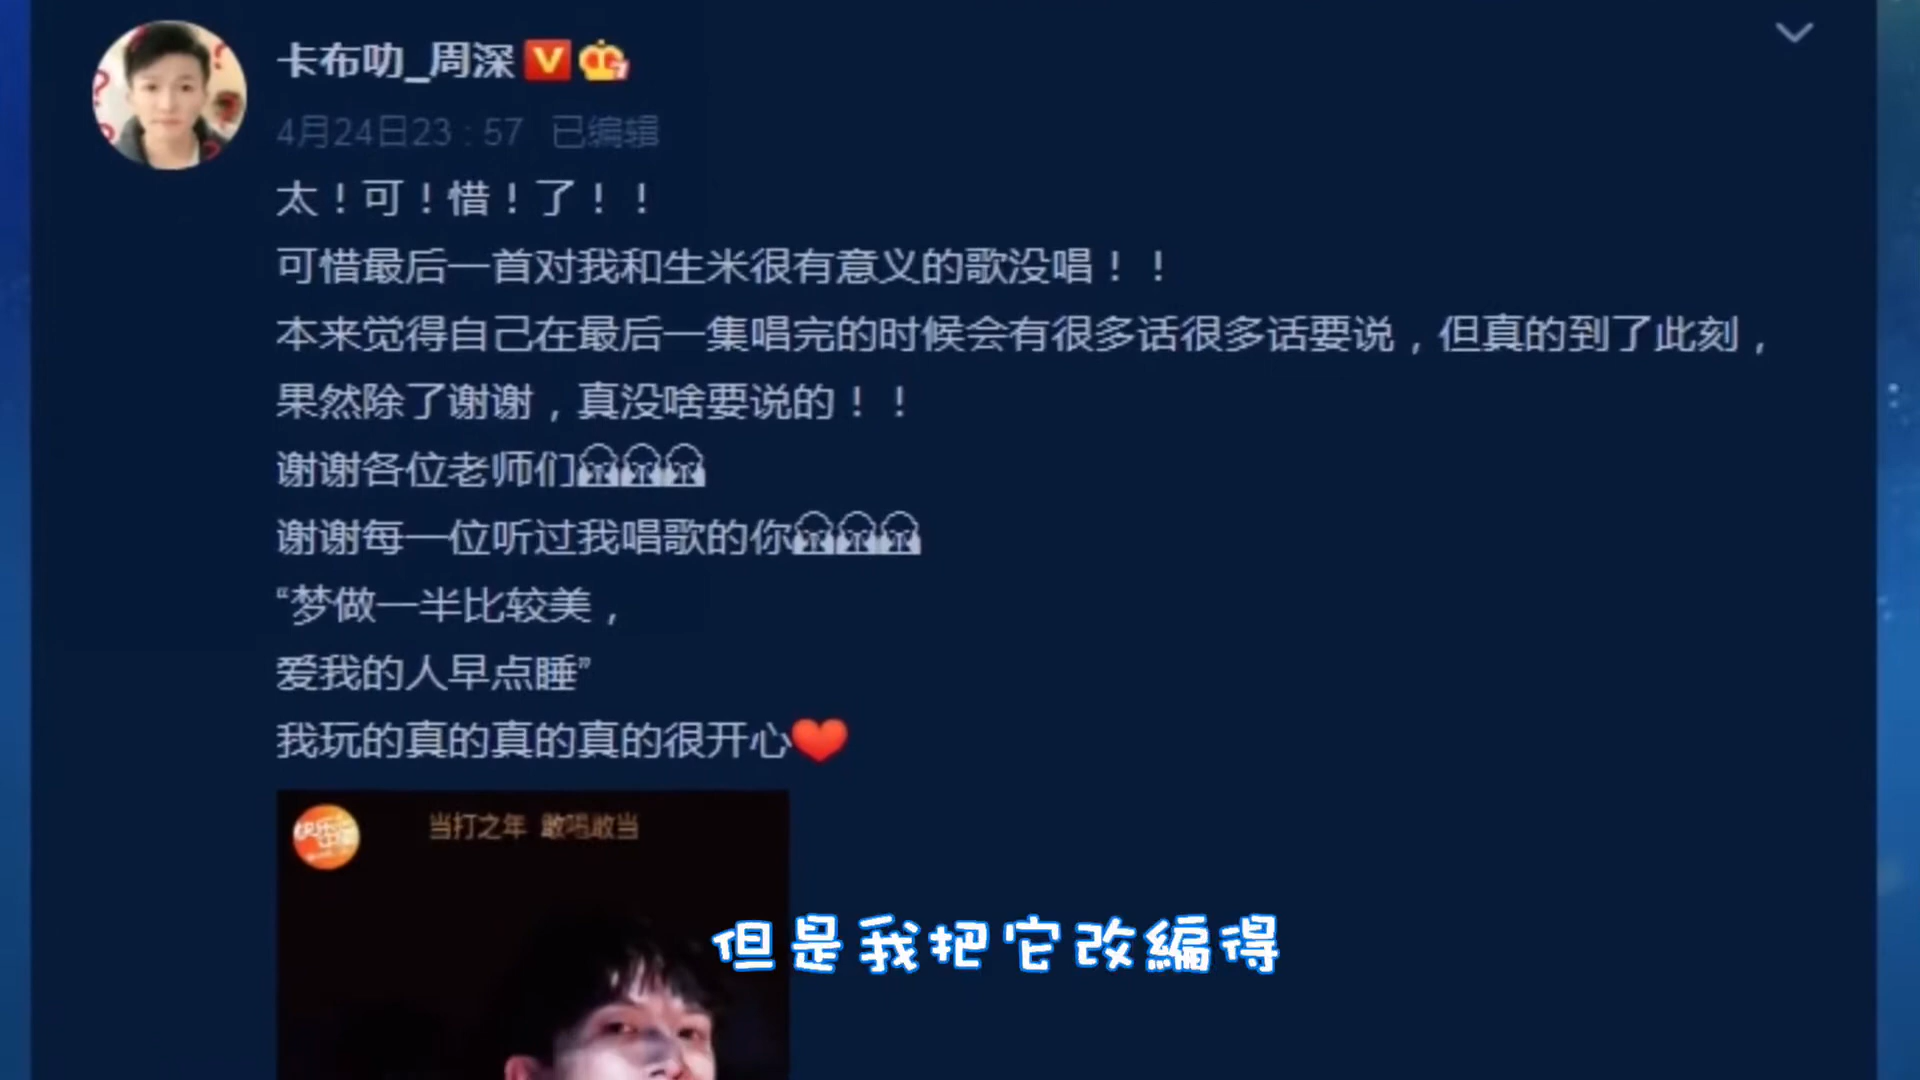 卡布叻_周深
4月24日23：57 已编辑
太！可！惜！了！！
可惜最后一首对我和生米很有意义的歌没唱！！
本来觉得自己在最后一集唱完的时候会有很多话很多话要说，但真的到了此刻，
果然除了谢谢，真没啥要说的！！
谢谢各位老师们
谢谢每一位听过我唱歌的你
“梦做一半比较美，
爱我的人早点睡”
我玩的真的真的真的很开心
当打之年 敢唱敢当
但是我把它改编得